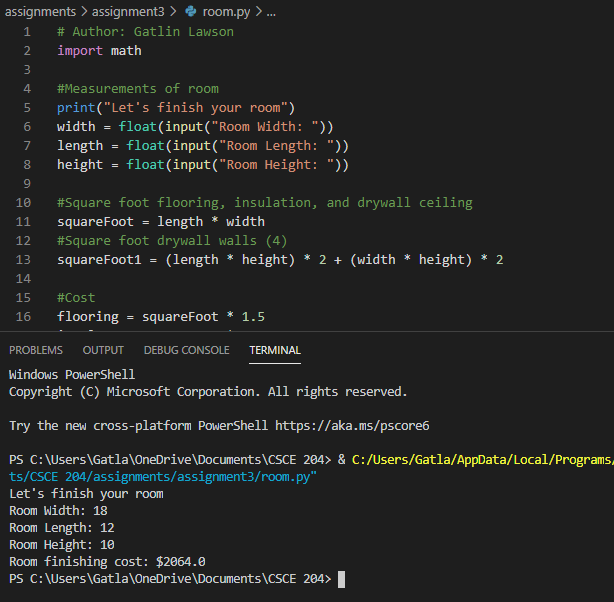 assignments > assignment3 > room.py > ...
1 # Author: Gatlin Lawson
2 import math
3
4 #Measurements of room
5 print("Let's finish your room")
6 width = float(input("Room Width: "))
7 length = float(input("Room Length: "))
8 height = float(input("Room Height: "))
9
10 #Square foot flooring, insulation, and drywall ceiling
11 squareFoot = length * width
12 #Square foot drywall walls (4)
13 squareFoot1 = (length * height) * 2 + (width * height) * 2
14
15 #Cost
16 flooring = squareFoot * 1.5
PROBLEMS OUTPUT DEBUG CONSOLE TERMINAL
Windows PowerShell
Copyright (C) Microsoft Corporation. All rights reserved.
Try the new cross-platform PowerShell https://aka.ms/pscore6
PS C:\Users\Gatla\OneDrive\Documents\CSCE 204> & C:/Users/Gatla/AppData/Local/Programs/
ts/CSCE 204/assignments/assignment3/room.py"
Let's finish your room
Room Width: 18
Room Length: 12
Room Height: 10
Room finishing cost: $2064.0
PS C:\Users\Gatla\OneDrive\Documents\CSCE 204>